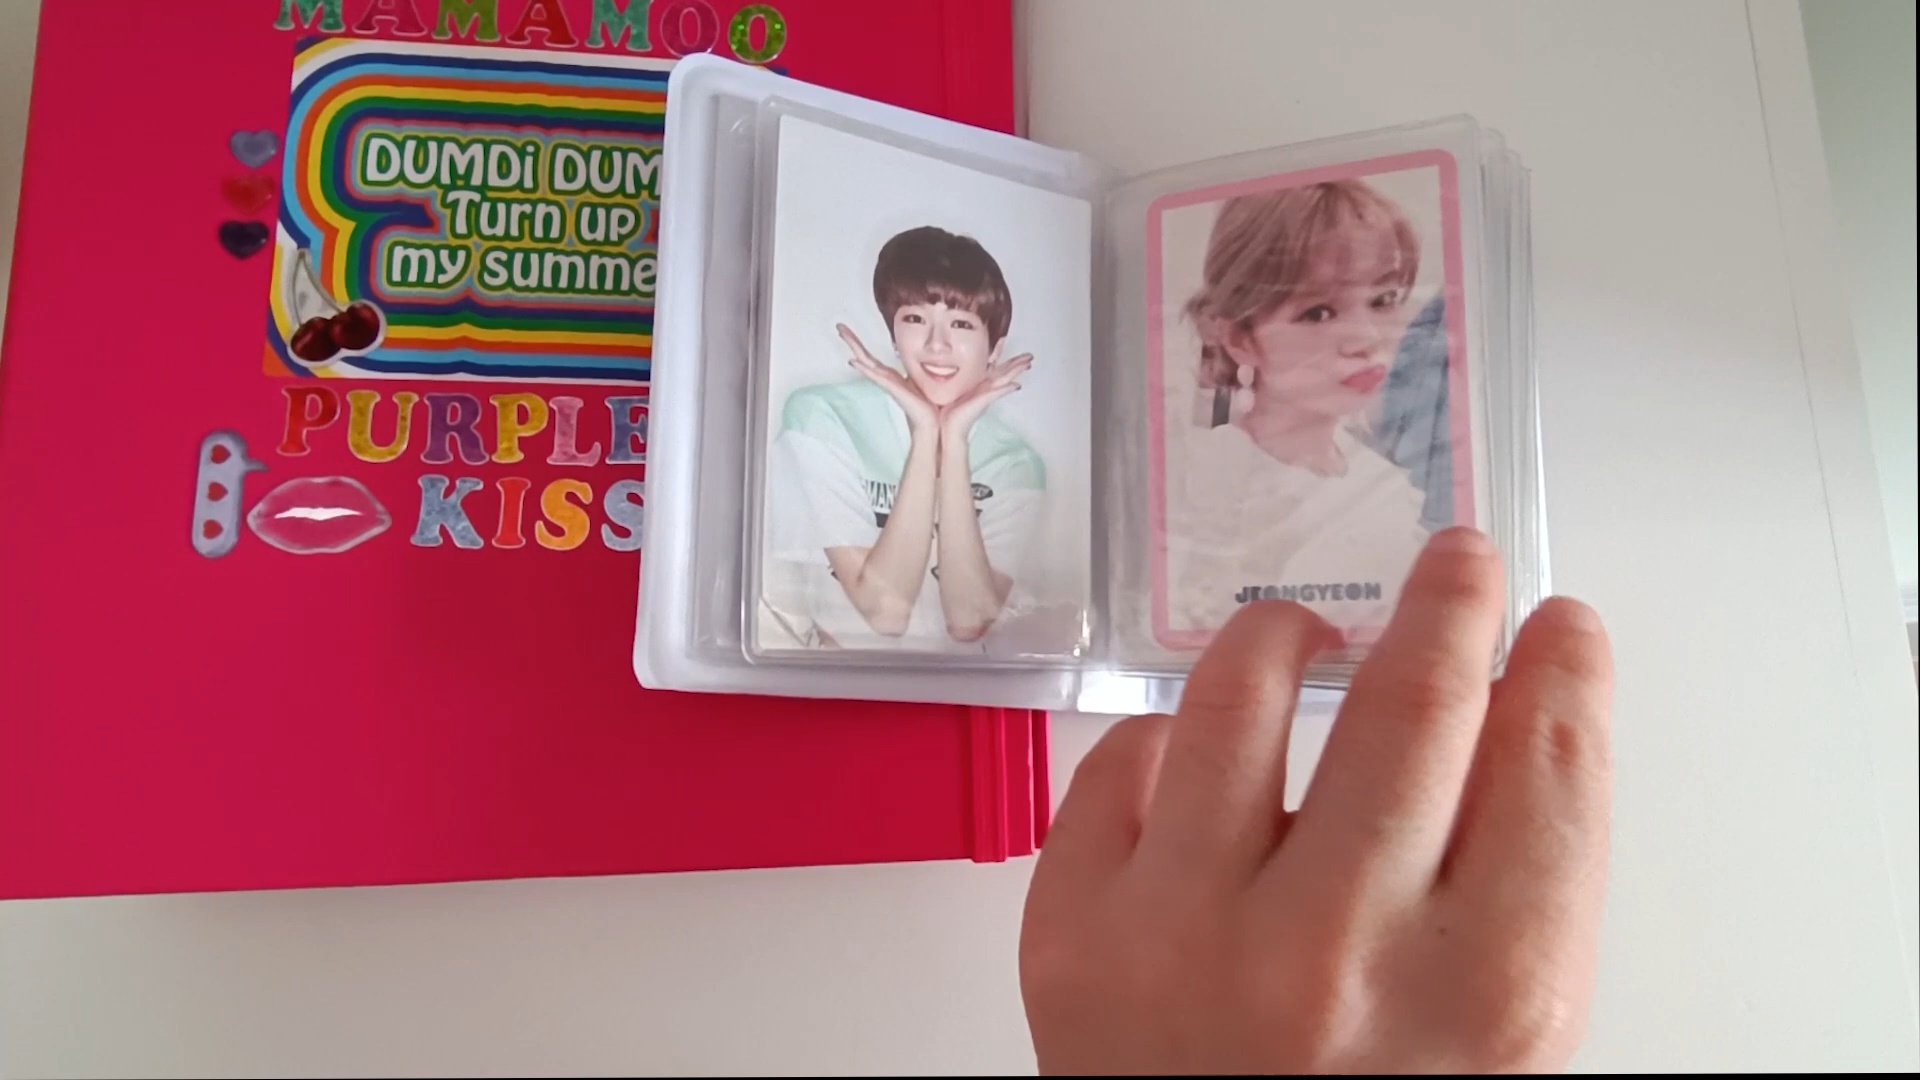 MAMAMOO
DUMDi DUM
Turn up
my summe
PURPLE
KISS
JEONGYEON